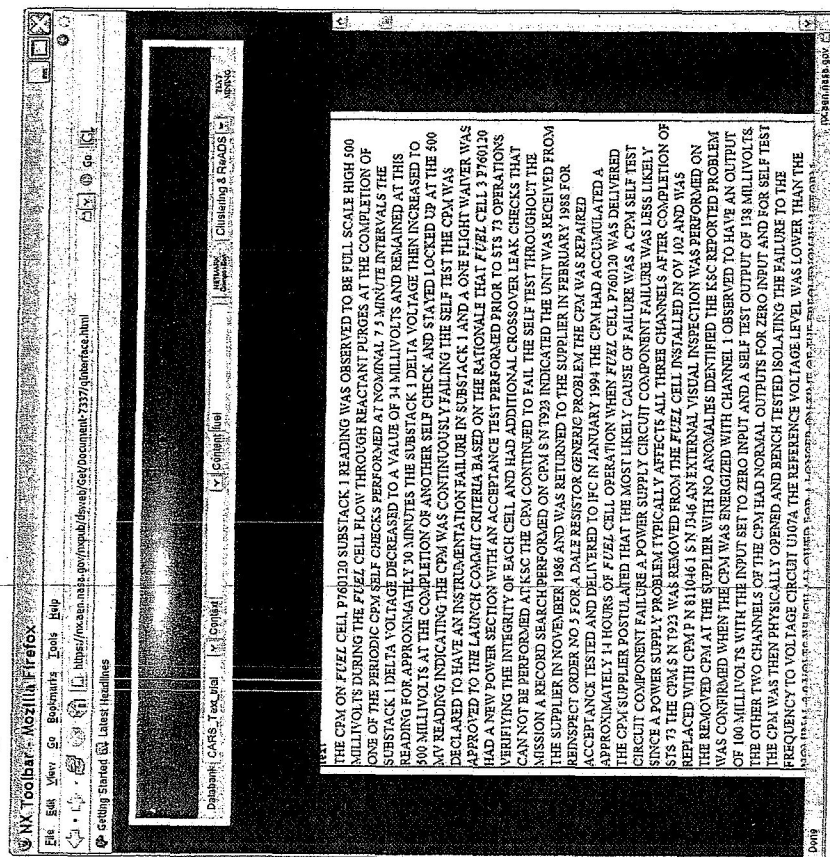 NX Toolbar - Mozilla Firefox
File Edit View Go Bookmarks Tools Help
https://nx.aen.nasa.gov/nxpub/dsweb/Get/Document-7337/qinterface.html
Go
Getting Started Latest Headlines
Databank CARS_Text_trial Context Content fuel NETWORK Clustering & ReADS TEXT MINING
Text
THE CPM ON FUEL CELL P760120 SUBSTACK 1 READING WAS OBSERVED TO BE FULL SCALE HIGH 500
MILLIVOLTS DURING THE FUEL CELL FLOW THROUGH REACTANT PURGES AT THE COMPLETION OF
ONE OF THE PERIODIC CPM SELF CHECKS PERFORMED AT NOMINAL 7 5 MINUTE INTERVALS THE
SUBSTACK 1 DELTA VOLTAGE DECREASED TO A VALUE OF 34 MILLIVOLTS AND REMAINED AT THIS
READING FOR APPROXIMATELY 30 MINUTES THE SUBSTACK 1 DELTA VOLTAGE THEN INCREASED TO
500 MILLIVOLTS AT THE COMPLETION OF ANOTHER SELF CHECK AND STAYED LOCKED UP AT THE 500
MV READING INDICATING THE CPM WAS CONTINUOUSLY FAILING THE SELF TEST THE CPM WAS
DECLARED TO HAVE AN INSTRUMENTATION FAILURE IN SUBSTACK 1 AND A ONE FLIGHT WAIVER WAS
APPROVED TO THE LAUNCH COMMIT CRITERIA BASED ON THE RATIONALE THAT FUEL CELL 3 P760120
HAD A NEW POWER SECTION WITH AN ACCEPTANCE TEST PERFORMED PRIOR TO STS 73 OPERATIONS
VERIFIYING THE INTEGRITY OF EACH CELL AND HAD ADDITIONAL CROSSOVER LEAK CHECKS THAT
CAN NOT BE PERFORMED AT KSC THE CPM CONTINUED TO FAIL THE SELF TEST THROUGHOUT THE
MISSION A RECORD SEARCH PERFORMED ON CPM S N T923 INDICATED THE UNIT WAS RECEIVED FROM
THE SUPPLIER IN NOVEMBER 1986 AND WAS RETURNED TO THE SUPPLIER IN FEBRUARY 1988 FOR
REINSPECT ORDER NO 5 FOR A DALE RESISTOR GENERIC PROBLEM THE CPM WAS REPAIRED
ACCEPTANCE TESTED AND DELIVERED TO IFC IN JANUARY 1994 THE CPM HAD ACCUMULATED A
APPROXIMATELY 14 HOURS OF FUEL CELL OPERATION WHEN FUEL CELL P760120 WAS DELIVERED
THE CPM SUPPLIER POSTULATED THAT THE MOST LIKELY CAUSE OF FAILURE WAS A CPM SELF TEST
CIRCUIT COMPONENT FAILURE A POWER SUPPLY CIRCUIT COMPONENT FAILURE WAS LESS LIKELY
SINCE A POWER SUPPLY PROBLEM TYPICALLY AFFECTS ALL THREE CHANNELS AFTER COMPLETION OF
STS 73 THE CPM S N T923 WAS REMOVED FROM THE FUEL CELL INSTALLED IN OV 102 AND WAS
REPLACED WITH CPM P N 811046 1 S N J346 AN EXTERNAL VISUAL INSPECTION WAS PERFORMED ON
THE REMOVED CPM AT THE SUPPLIER WITH NO ANOMALIES IDENTIFIED THE KSC REPORTED PROBLEM
WAS CONFIRMED WHEN THE CPM WAS ENERGIZED WITH CHANNEL 1 OBSERVED TO HAVE AN OUTPUT
OF 100 MILLIVOLTS WITH THE INPUT SET TO ZERO INPUT AND A SELF TEST OUTPUT OF 138 MILLIVOLTS
THE OTHER TWO CHANNELS OF THE CPM HAD NORMAL OUTPUTS FOR ZERO INPUT AND FOR SELF TEST
THE CPM WAS THEN PHYSICALLY OPENED AND BENCH TESTED ISOLATING THE FAILURE TO THE
FREQUENCY TO VOLTAGE CIRCUIT U107A THE REFERENCE VOLTAGE LEVEL WAS LOWER THAN THE
Done nx.aen.nasa.gov